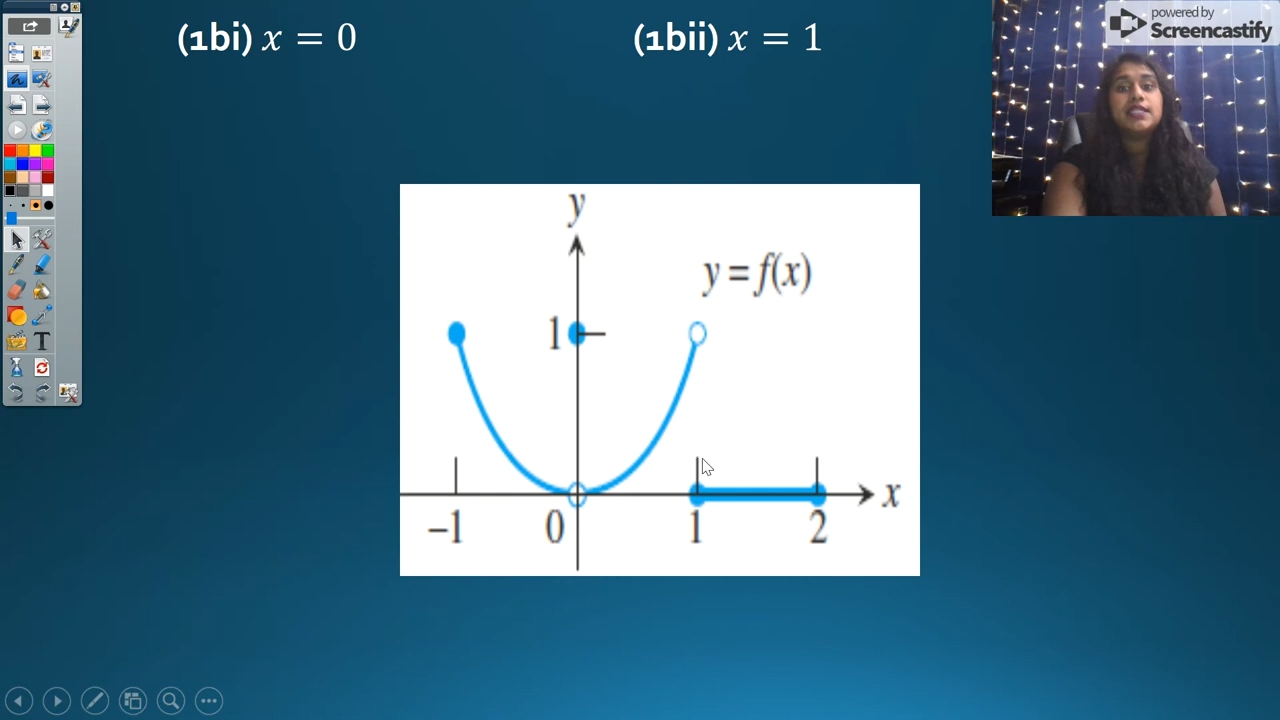 (1bi) x = 0
(1bii) x = 1
powered by
Screencastify
y
y = f(x)
1
x
−1
0
1
2
T